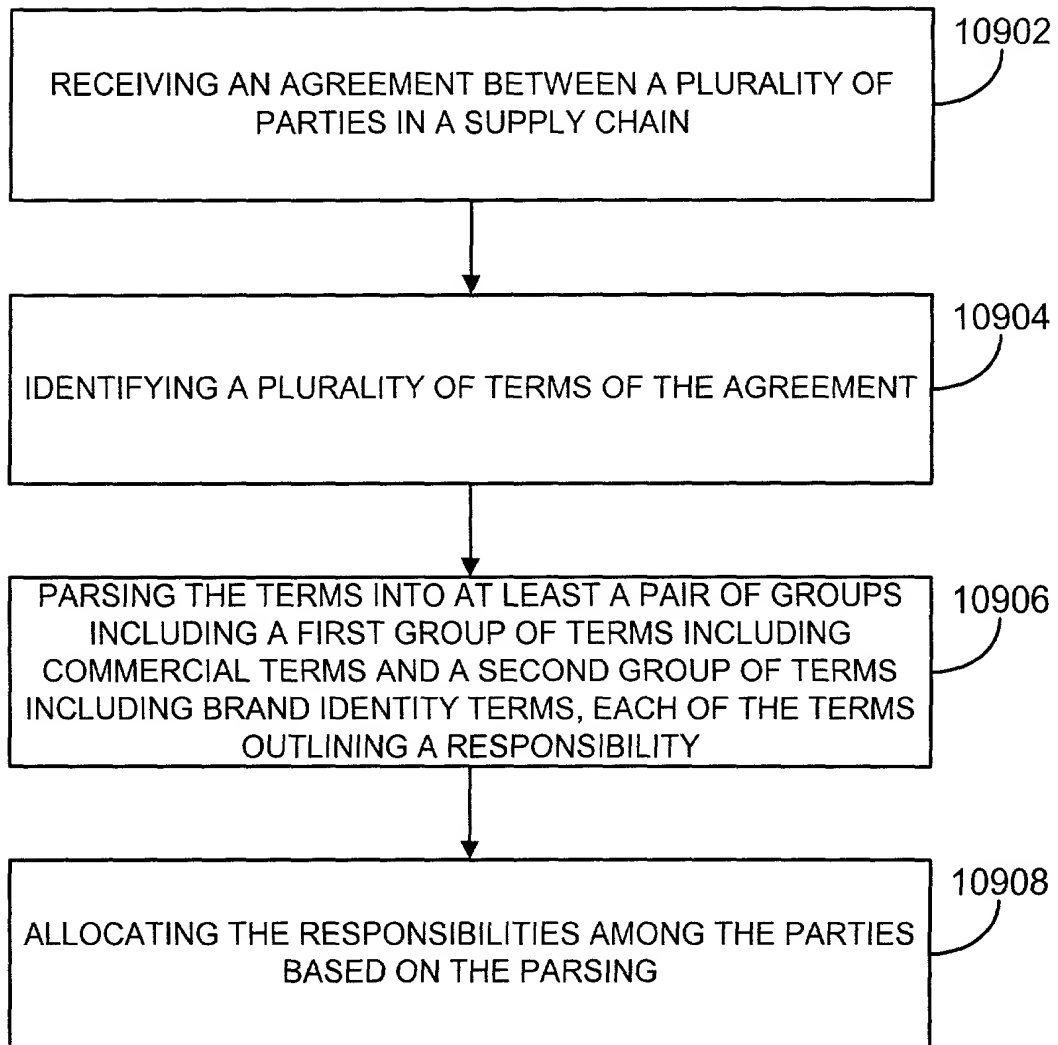 10902
RECEIVING AN AGREEMENT BETWEEN A PLURALITY OF
PARTIES IN A SUPPLY CHAIN
10904
IDENTIFYING A PLURALITY OF TERMS OF THE AGREEMENT
10906
PARSING THE TERMS INTO AT LEAST A PAIR OF GROUPS
INCLUDING A FIRST GROUP OF TERMS INCLUDING
COMMERCIAL TERMS AND A SECOND GROUP OF TERMS
INCLUDING BRAND IDENTITY TERMS, EACH OF THE TERMS
OUTLINING A RESPONSIBILITY
10908
ALLOCATING THE RESPONSIBILITIES AMONG THE PARTIES
BASED ON THE PARSING